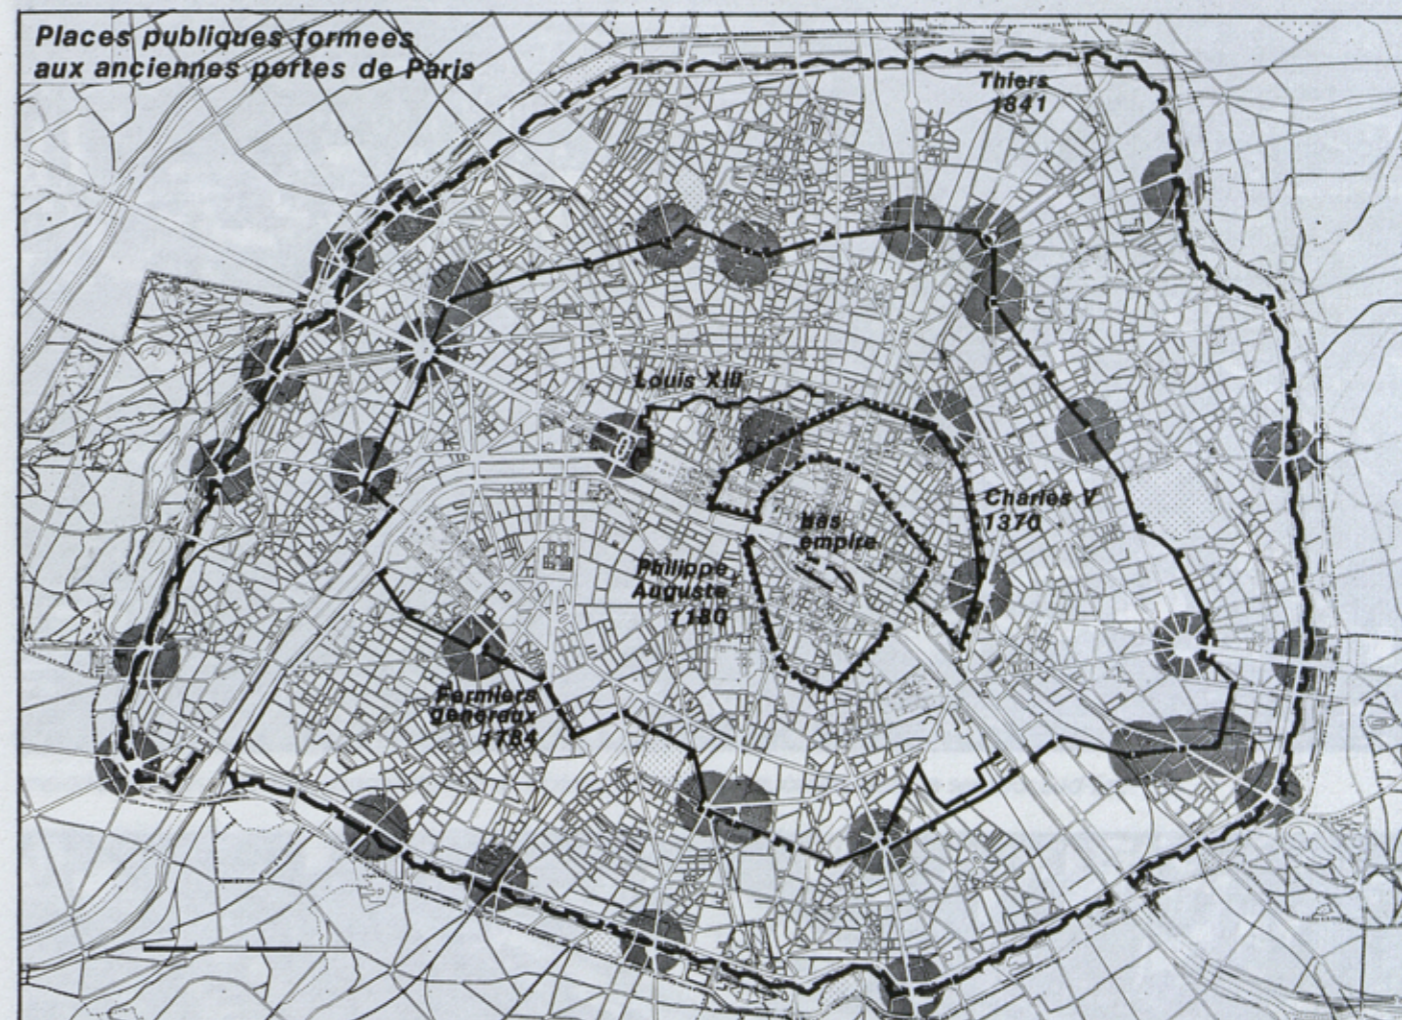 Places publiques formees
aux anciennes portes de Paris
Thiers
1841
Louis XIII
Charles V
1370
bas
empire
Philippe
Auguste
1180
Fermiers
generaux
1784